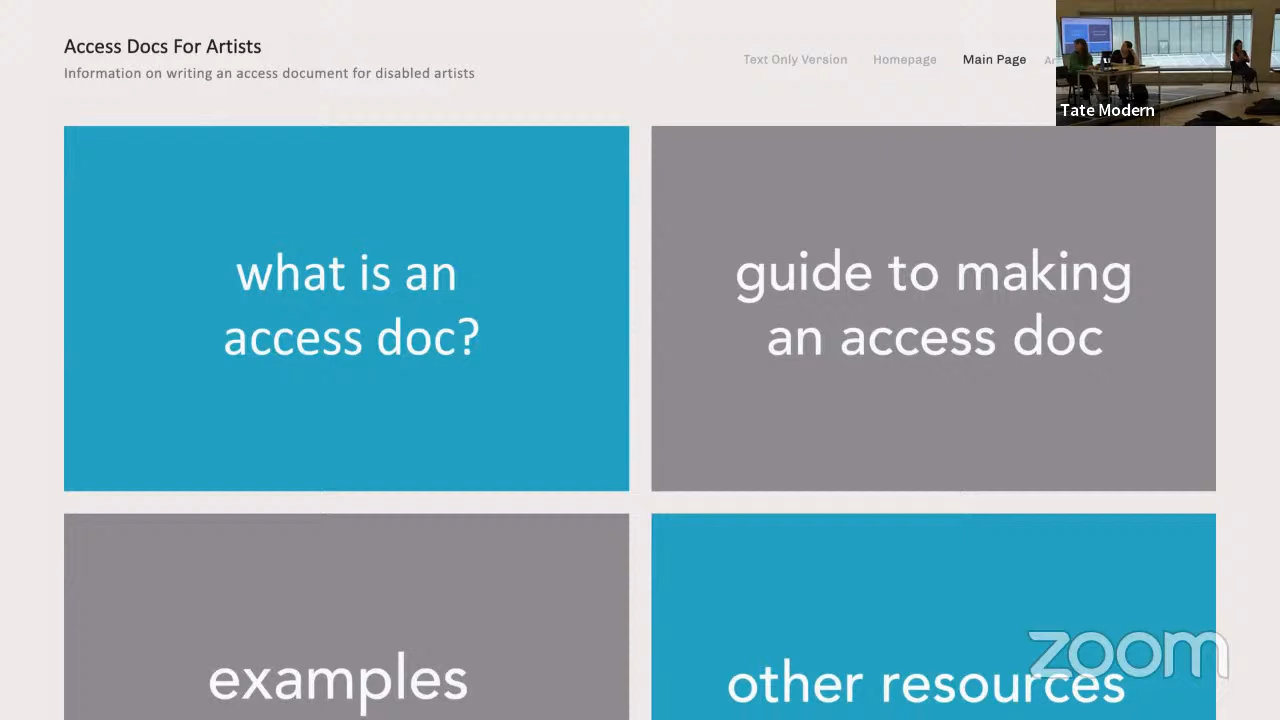 Access Docs For Artists
Information on writing an access document for disabled artists
Text Only Version
Homepage
Main Page
Tate Modern
what is an
access doc?
guide to making
an access doc
examples
other resources
zoom